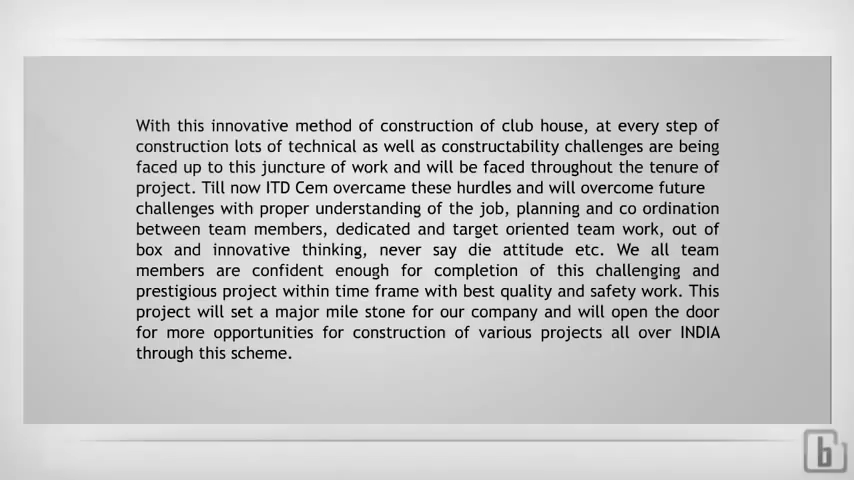 With this innovative method of construction of club house, at every step of
construction lots of technical as well as constructability challenges are being
faced up to this juncture of work and will be faced throughout the tenure of
project. Till now ITD Cem overcame these hurdles and will overcome future
challenges with proper understanding of the job, planning and co ordination
between team members, dedicated and target oriented team work, out of
box and innovative thinking, never say die attitude etc. We all team
members are confident enough for completion of this challenging and
prestigious project within time frame with best quality and safety work. This
project will set a major mile stone for our company and will open the door
for more opportunities for construction of various projects all over INDIA
through this scheme.
b